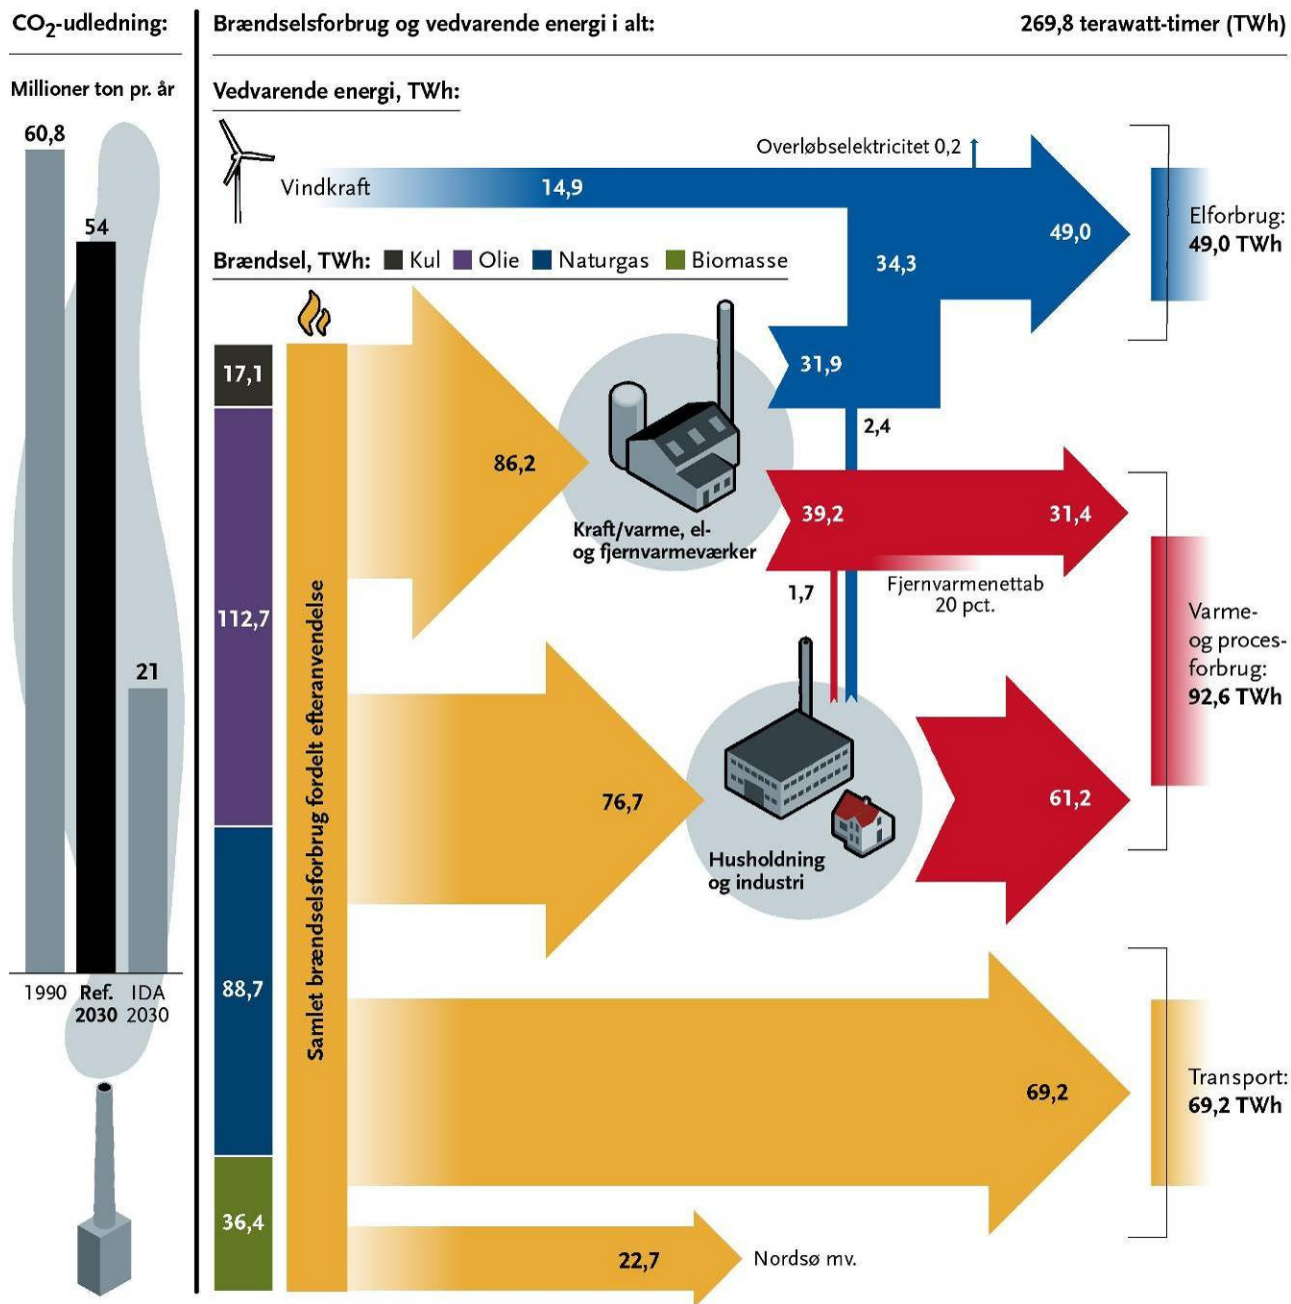 CO2-udledning:
Millioner ton pr. år
60,8
54
21
1990
Ref.
2030
IDA
2030
Brændselsforbrug og vedvarende energi i alt:
269,8 terawatt-timer (TWh)
Vedvarende energi, TWh:
Vindkraft
14,9
Overløbselektricitet 0,2
49,0
34,3
Elforbrug:
49,0 TWh
Brændsel, TWh:
Kul
Olie
Naturgas
Biomasse
17,1
112,7
88,7
36,4
Samlet brændselsforbrug fordelt efteranvendelse
86,2
Kraft/varme, el-
og fjernvarmeværker
31,9
2,4
39,2
31,4
1,7
Fjernvarmenettab
20 pct.
Varme-
og proces-
forbrug:
92,6 TWh
76,7
Husholdning
og industri
61,2
69,2
Transport:
69,2 TWh
22,7
Nordsø mv.